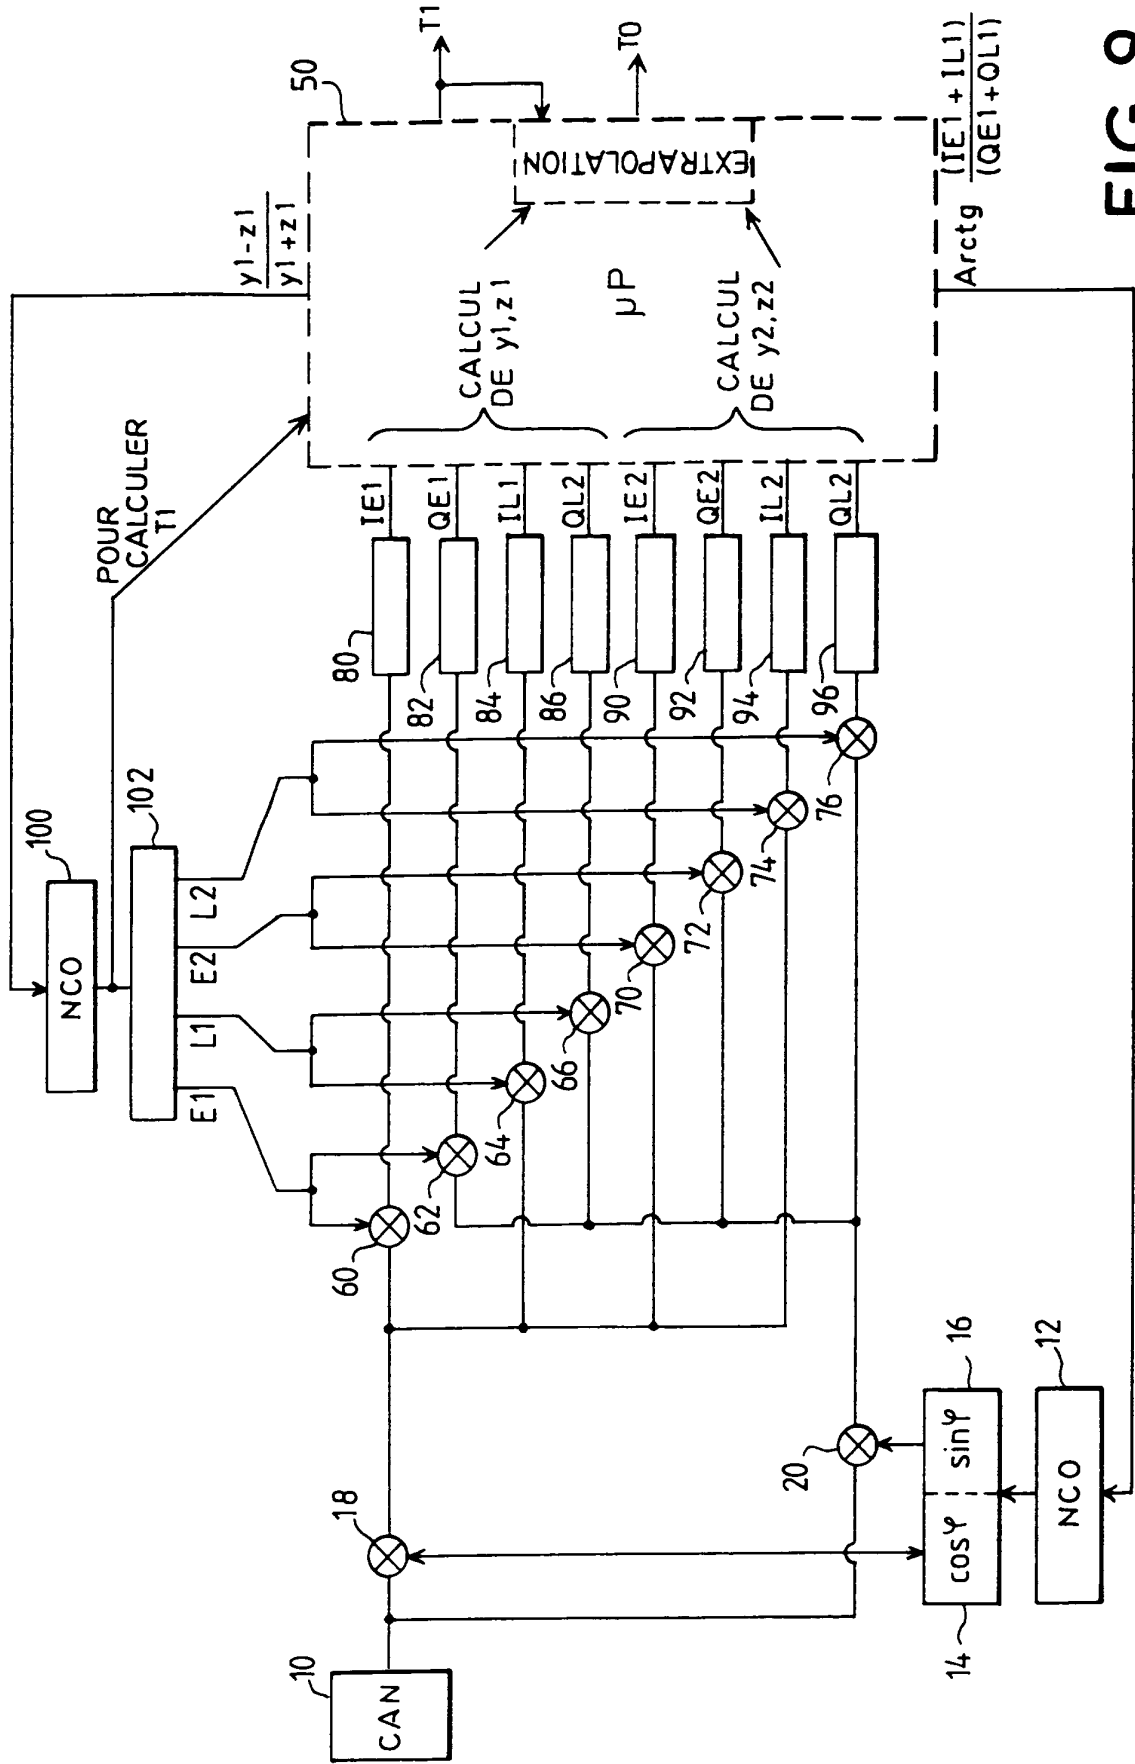 y1-z1
y1+z1
POUR
CALCULER
T1
100
NCO
102
E1
L1
E2
L2
50
T1
T0
EXTRAPOLATION
CALCUL
DE y1,z1
µP
CALCUL
DE y2,z2
80
IE1
82
QE1
84
IL1
86
QL2
90
IE2
92
QE2
94
IL2
96
QL2
60
62
64
66
70
72
74
76
10
CAN
18
20
14
cosφ
sinφ
16
NCO
12
Arctg
(IE1+IL1)
(QE1+QL1)
FIG_9